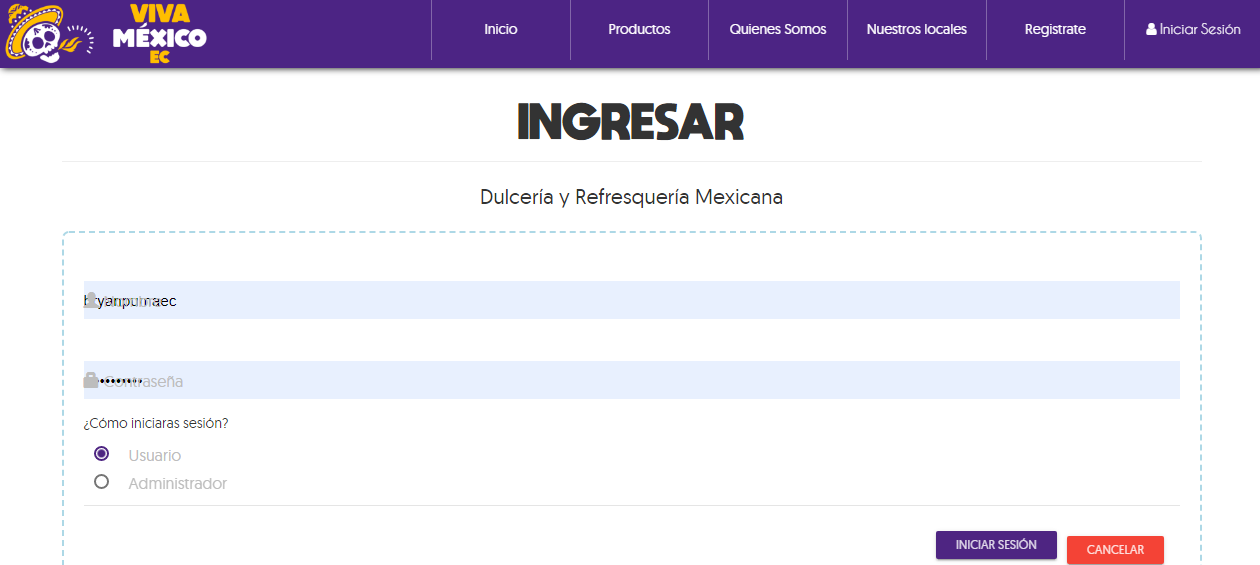 VIVA
MÉXICO
EC
Inicio
Productos
Quienes Somos
Nuestros locales
Registrate
Iniciar Sesión
INGRESAR
Dulcería y Refresquería Mexicana
bryanpumaec
Contraseña
¿Cómo iniciaras sesión?
Usuario
Administrador
INICIAR SESIÓN
CANCELAR